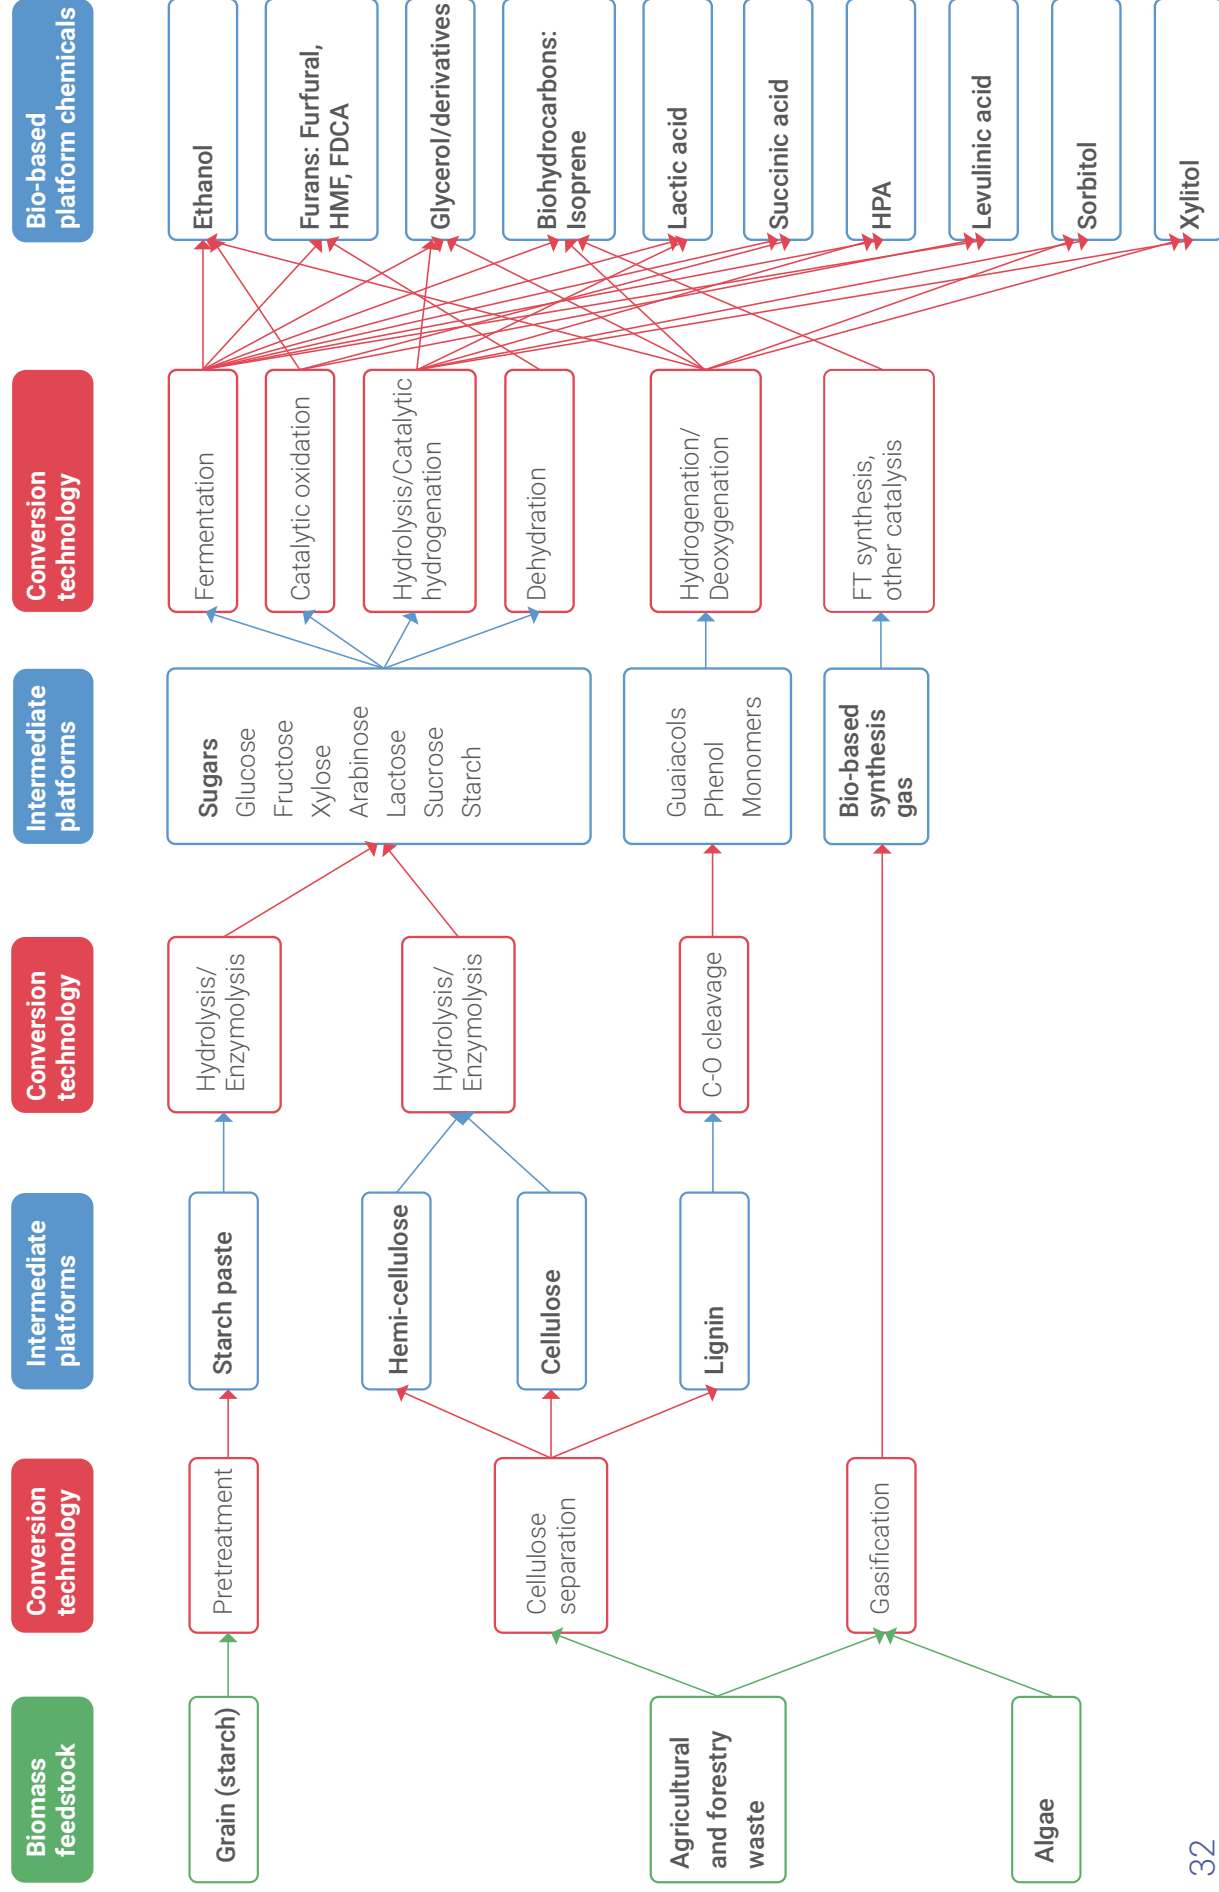 Biomass
feedstock
Conversion
technology
Intermediate
platforms
Conversion
technology
Intermediate
platforms
Conversion
technology
Bio-based
platform chemicals
Grain (starch)
Agricultural
and forestry
waste
Algae
Pretreatment
Cellulose
separation
Gasification
Starch paste
Hemi-cellulose
Cellulose
Lignin
Hydrolysis/
Enzymolysis
Hydrolysis/
Enzymolysis
C-O cleavage
Sugars
Glucose
Fructose
Xylose
Arabinose
Lactose
Sucrose
Starch
Guaiacols
Phenol
Monomers
Bio-based
synthesis
gas
Fermentation
Catalytic oxidation
Hydrolysis/Catalytic
hydrogenation
Dehydration
Hydrogenation/
Deoxygenation
FT synthesis,
other catalysis
Ethanol
Furans: Furfural,
HMF, FDCA
Glycerol/derivatives
Biohydrocarbons:
Isoprene
Lactic acid
Succinic acid
HPA
Levulinic acid
Sorbitol
Xylitol
32